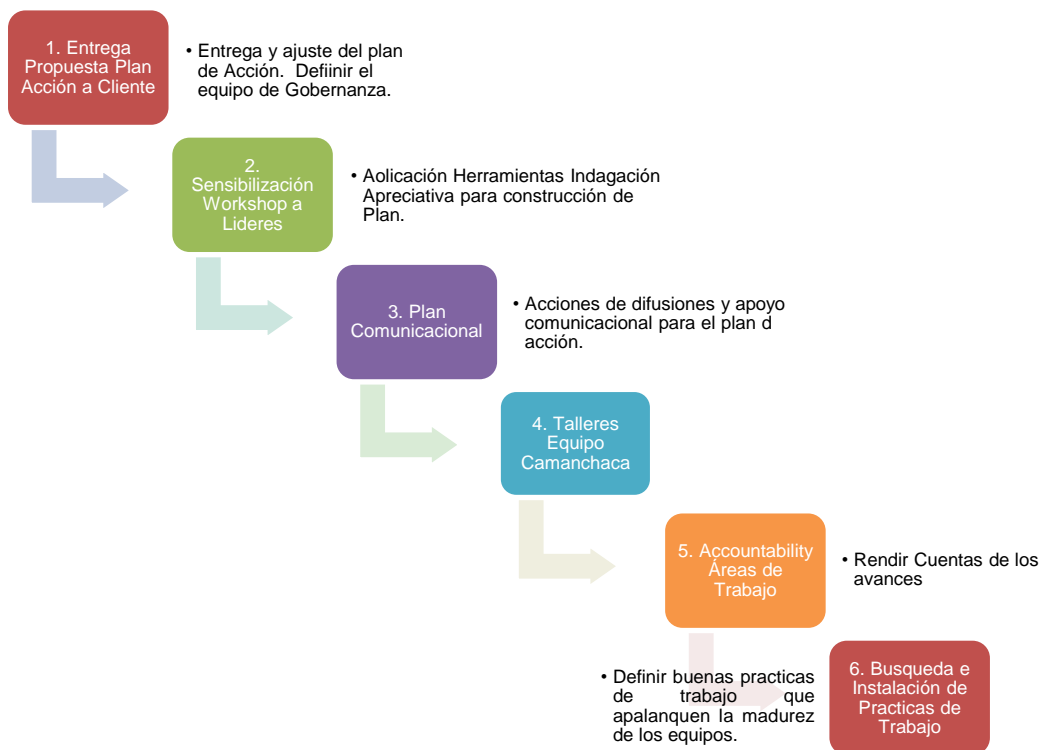 1. Entrega
Propuesta Plan
Acción a Cliente
• Entrega y ajuste del plan
de Acción. Defiinir el
equipo de Gobernanza.
2.
Sensibilización
Workshop a
Lideres
• Aolicación Herramientas Indagación
Apreciativa para construcción de
Plan.
3. Plan
Comunicacional
• Acciones de difusiones y apoyo
comunicacional para el plan d
acción.
4. Talleres
Equipo
Camanchaca
5. Accountability
Áreas de
Trabajo
• Rendir Cuentas de los
avances
• Definir buenas practicas
de trabajo que
apalanquen la madurez
de los equipos.
6. Busqueda e
Instalación de
Practicas de
Trabajo